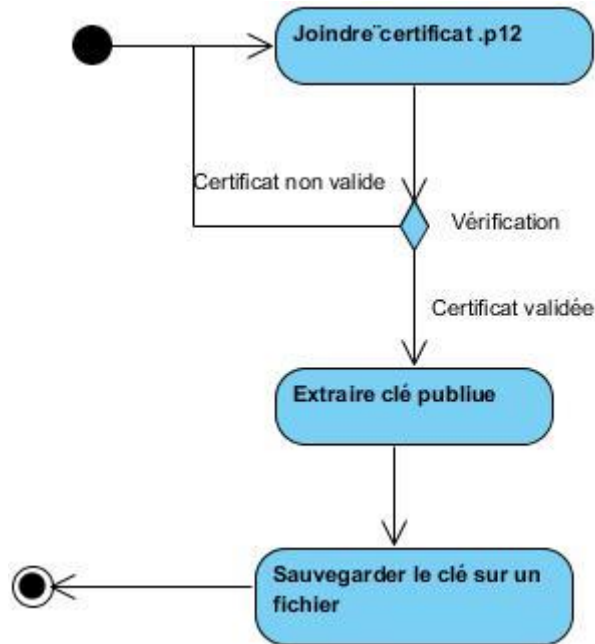 Joindre¨certificat .p12
Certificat non valide
Vérification
Certificat validée
Extraire clé publiue
Sauvegarder le clé sur un
fichier